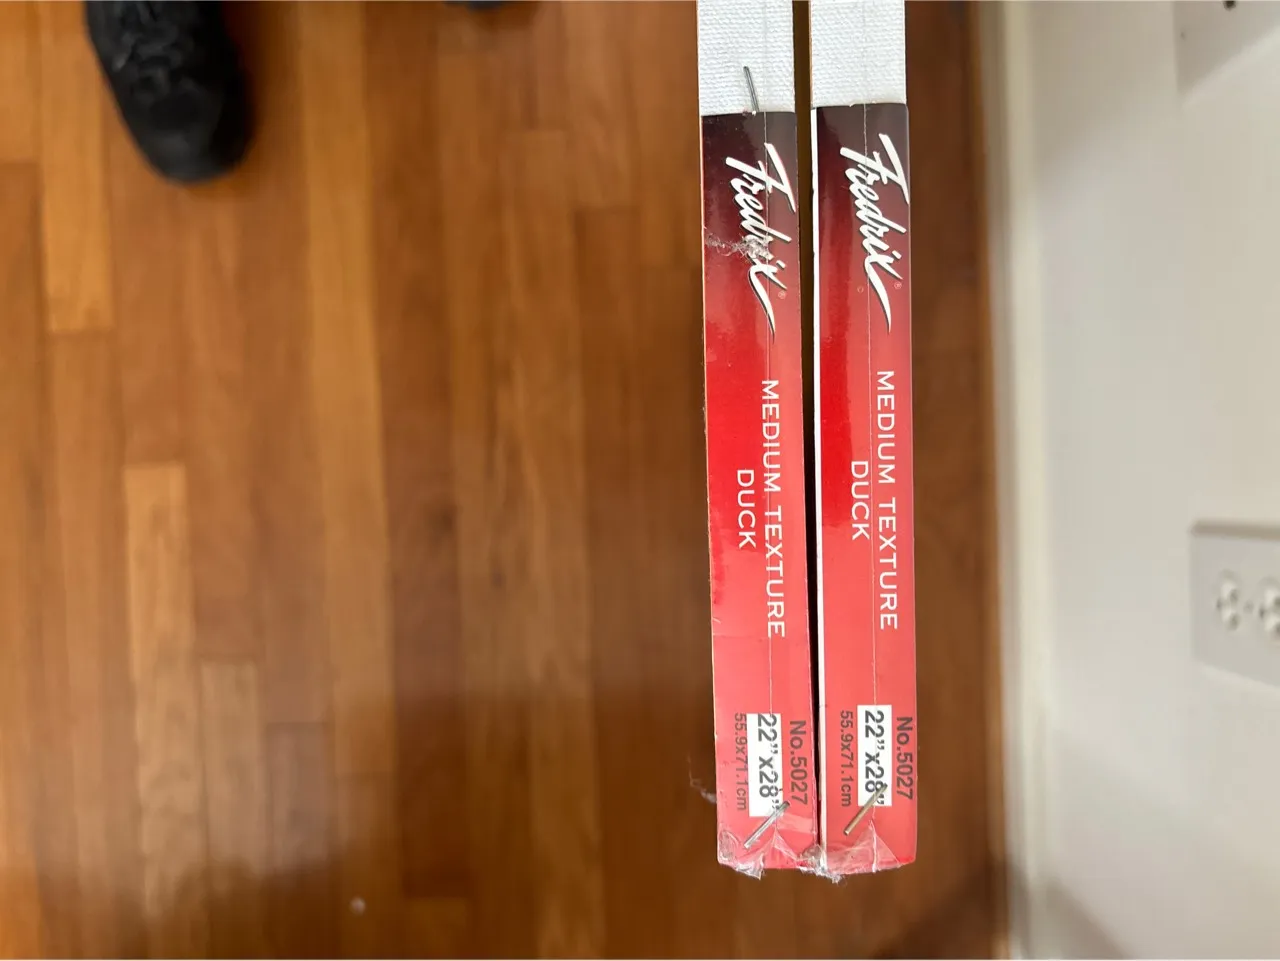 Fredrix®
MEDIUM TEXTURE
DUCK
No.5027
22”x28”
55.9x71.1cm
Fredrix®
MEDIUM TEXTURE
DUCK
No.5027
22”x28”
55.9x71.1cm